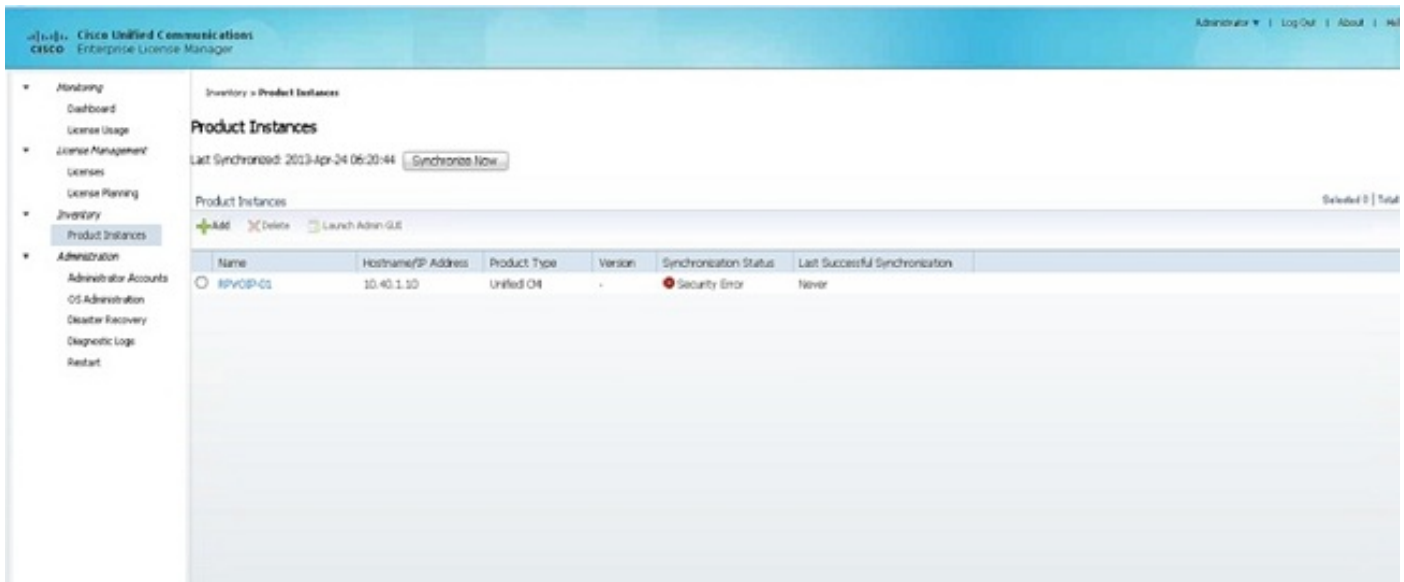 Cisco Unified Communications
CISCO Enterprise License Manager
Administrator | Log Out | About |
Monitoring
Dashboard
License Usage
License Management
Licenses
License Planning
Inventory
Product Instances
Administration
Administrator Accounts
OS Administration
Disaster Recovery
Diagnostic Logs
Restart
Inventory > Product Instances
Product Instances
Last Synchronized: 2013-Apr-24 06:20:44 Synchronize Now
Product Instances
Selected 0 | Total
Add Delete Launch Admin GUI
Name Hostname/IP Address Product Type Version Synchronization Status Last Successful Synchronization
RPVOIP-01 10.40.1.10 Unified CM - Security Error Never